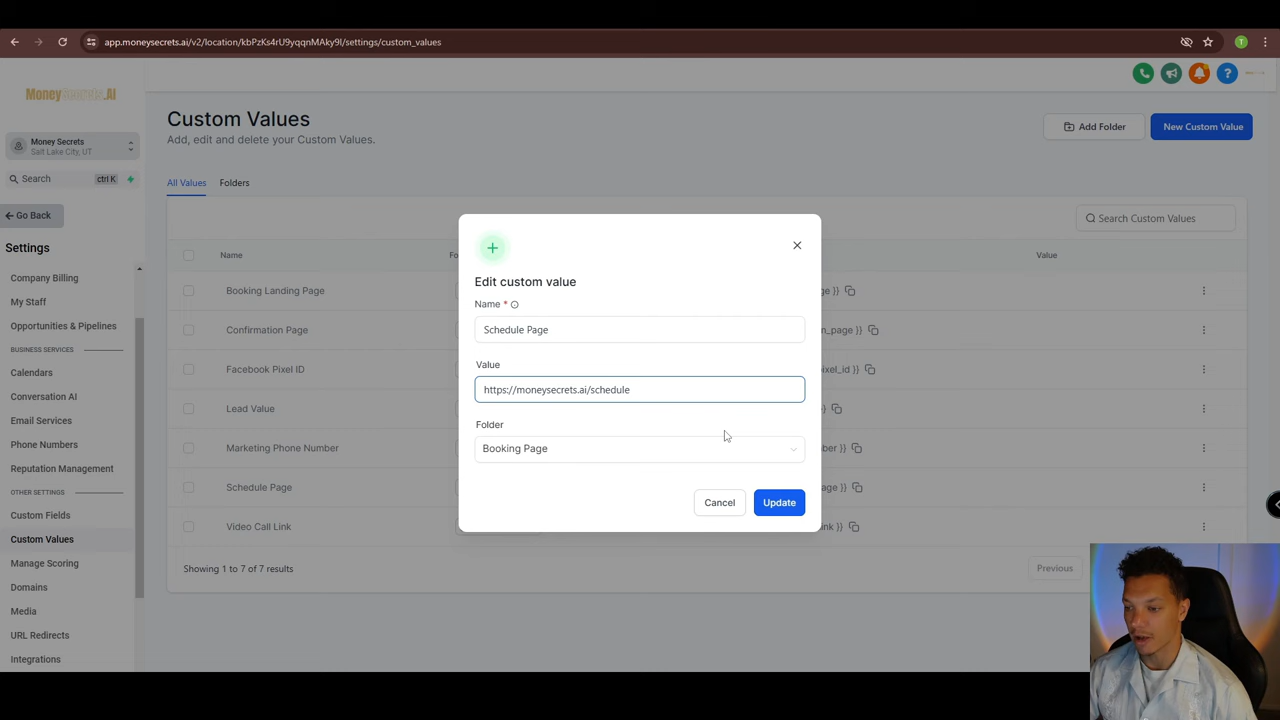 app.moneysecrets.ai/v2/location/kbPzKs4rU9yqqnMAky9l/settings/custom_values
T
MoneySecrets.AI
Money Secrets
Salt Lake City, UT
Search ctrl K
Go Back
Settings
Company Billing
My Staff
Opportunities & Pipelines
BUSINESS SERVICES
Calendars
Conversation AI
Email Services
Phone Numbers
Reputation Management
OTHER SETTINGS
Custom Fields
Custom Values
Manage Scoring
Domains
Media
URL Redirects
Integrations
Custom Values
Add, edit and delete your Custom Values.
Add Folder
New Custom Value
All Values Folders
Search Custom Values
Name Fo Value
Booking Landing Page ge }}
Confirmation Page n_page }}
Facebook Pixel ID ixel_id }}
Lead Value }}
Marketing Phone Number ber }}
Schedule Page age }}
Video Call Link ink }}
Showing 1 to 7 of 7 results
Previous
Edit custom value
Name *
Schedule Page
Value
https://moneysecrets.ai/schedule
Folder
Booking Page
Cancel Update